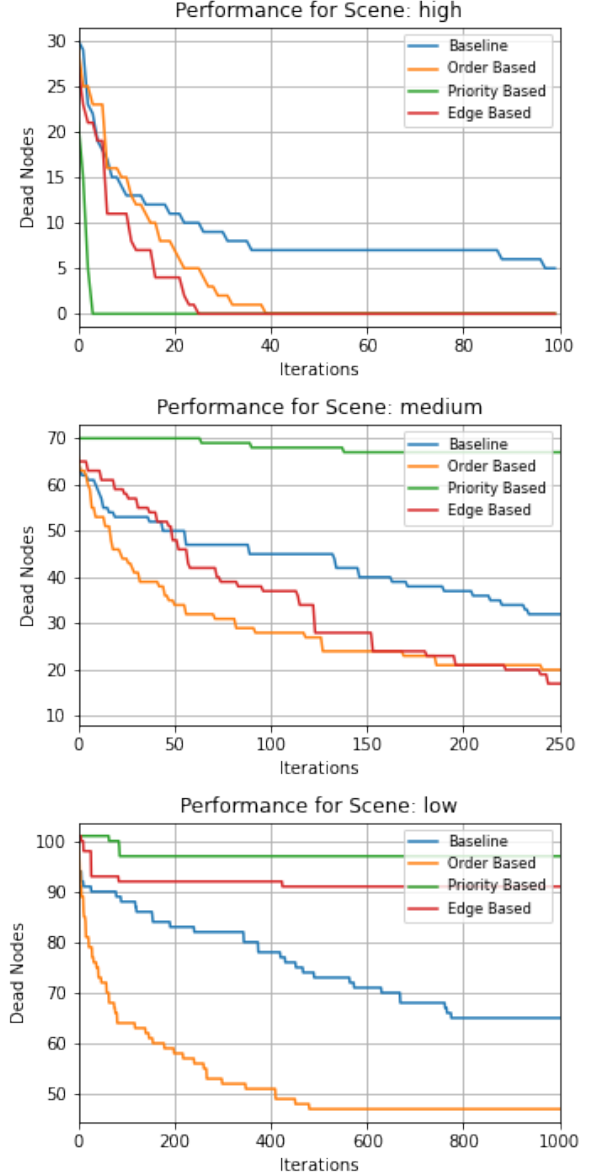 Performance for Scene: high
30
25
20
15
10
5
0
Dead Nodes
Baseline
Order Based
Priority Based
Edge Based
0 20 40 60 80 100
Iterations
Performance for Scene: medium
70
60
50
40
30
20
10
Dead Nodes
Baseline
Order Based
Priority Based
Edge Based
0 50 100 150 200 250
Iterations
Performance for Scene: low
100
90
80
70
60
50
Dead Nodes
Baseline
Order Based
Priority Based
Edge Based
0 200 400 600 800 1000
Iterations